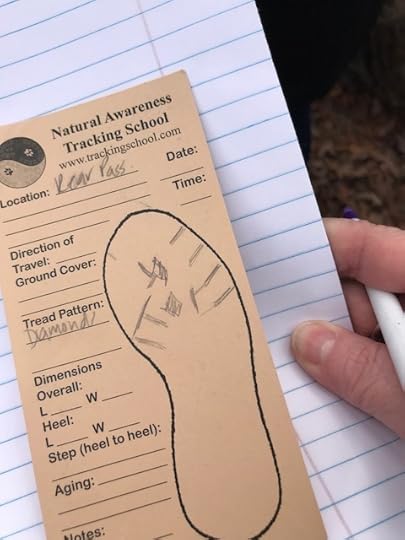 Natural Awareness
Tracking School
www.trackingschool.com
Location: Rear Pass.
Date:
Time:
Direction of
Travel:
Ground Cover:
Tread Pattern:
Damond
Dimensions
Overall:
L W
Heel:
L W
Step (heel to heel):
Aging:
Notes: